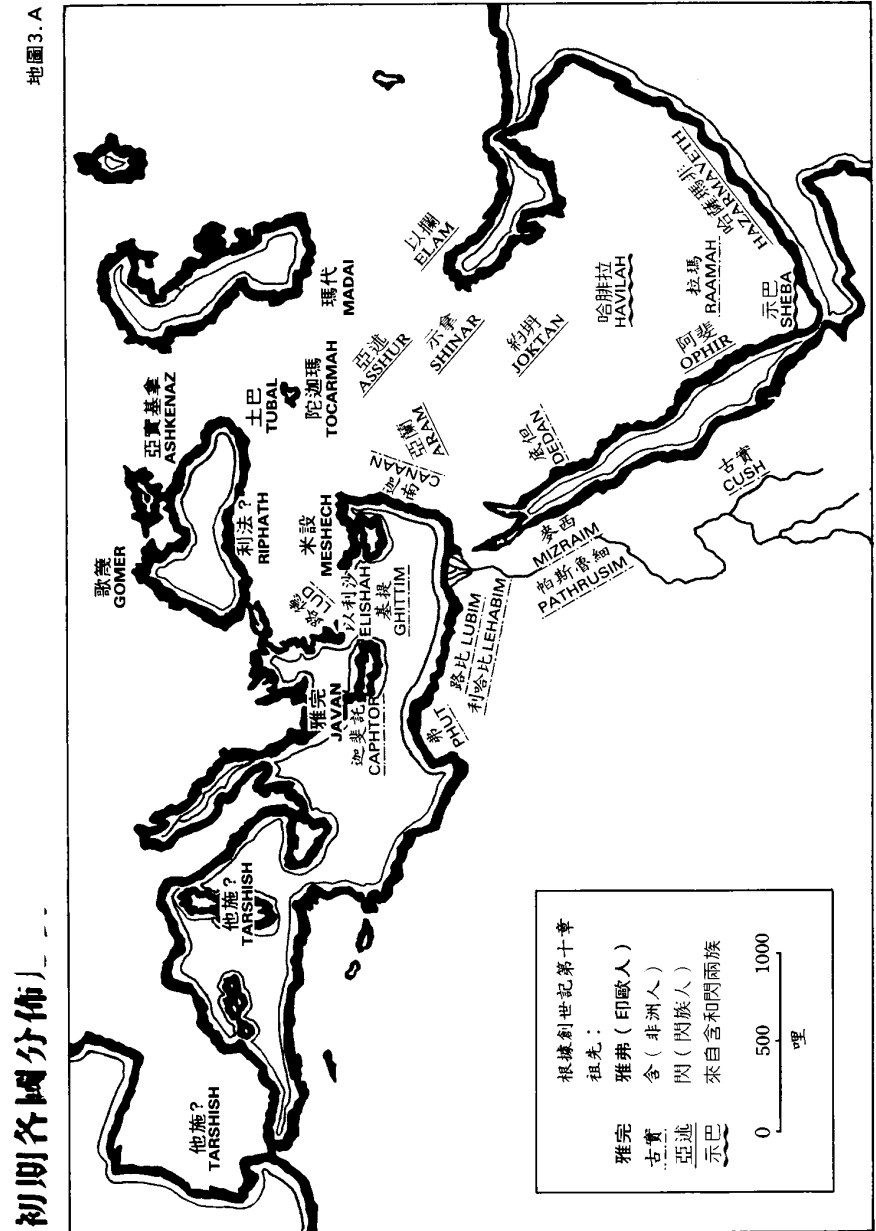 初期各國分佈
地圖3.A
歌篾
GOMER
亞實基拿
ASHKENAZ
利法？
RIPHATH
土巴
TUBAL
陀迦瑪
TOCARMAH
瑪代
MADAI
米設
MESHECH
LUD
以利沙
ELISHAH
基提
GHITTIM
雅完
JAVAN
迦斐託
CAPHTOR
他施?
TARSHISH
他施?
TARSHISH
亞述
ASSHUR
示拿
SHINAR
以攔
ELAM
亞蘭
ARAM
迦南
CANAAN
約坍
JOKTAN
底但
DEDAN
哈腓拉
HAVILAH
阿斐
OPHIR
拉瑪
RAAMAH
哈薩瑪非
HAZARMAVETH
示巴
SHEBA
古實
CUSH
麥西
MIZRAIM
帕斯魯細
PATHRUSIM
路比 LUBIM
利哈比 LEHABIM
弗
PHUT
根據創世記第十章
祖先：
雅完 雅弗（印歐人）
古實 含（非洲人）
亞述 閃（閃族人）
示巴 來自含和閃兩族
0 500 1000
哩